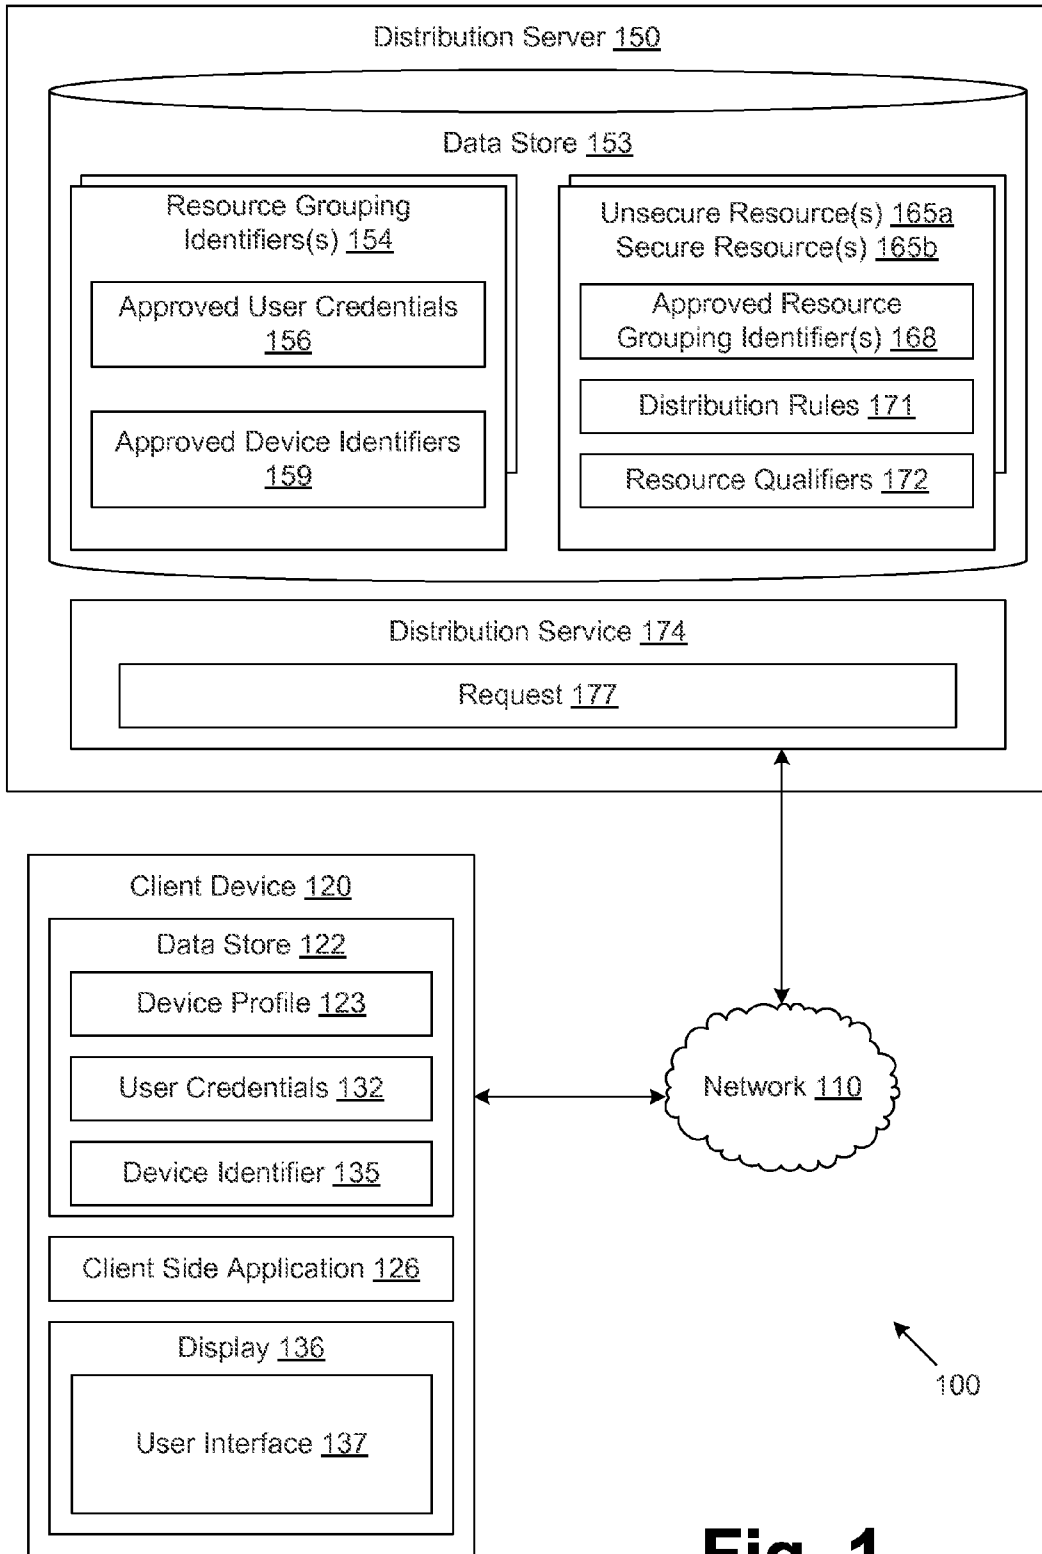 Distribution Server 150
Data Store 153
Resource Grouping
Identifiers(s) 154
Approved User Credentials
156
Approved Device Identifiers
159
Unsecure Resource(s) 165a
Secure Resource(s) 165b
Approved Resource
Grouping Identifier(s) 168
Distribution Rules 171
Resource Qualifiers 172
Distribution Service 174
Request 177
Client Device 120
Data Store 122
Device Profile 123
User Credentials 132
Device Identifier 135
Client Side Application 126
Display 136
User Interface 137
Network 110
100
Fig. 1